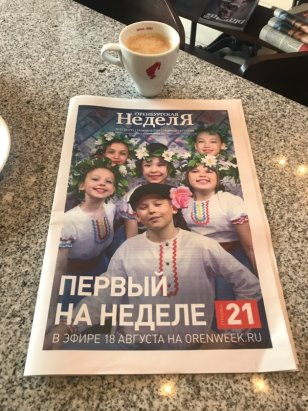 ОРЕНБУРГСКАЯ
НЕДЕЛЯ
ПЕРВЫЙ
НА НЕДЕЛЕ
21
В ЭФИРЕ 18 АВГУСТА НА ORENWEEK.RU